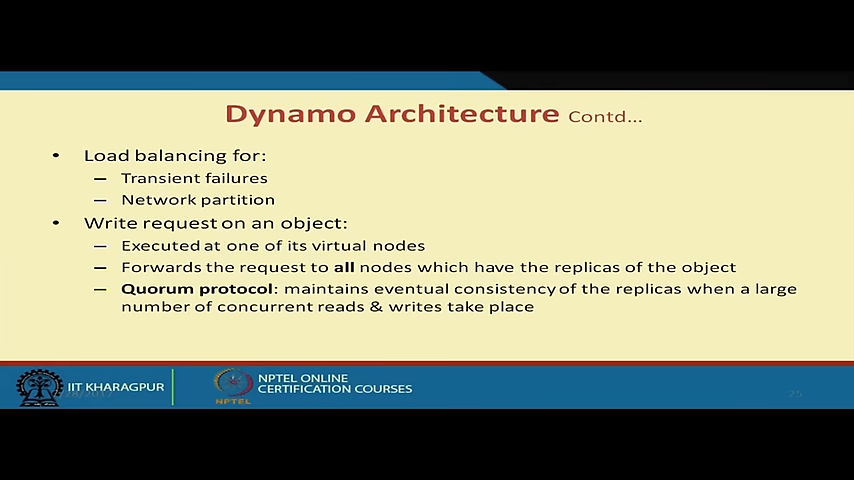 Dynamo Architecture Contd...
• Load balancing for:
– Transient failures
– Network partition
• Write request on an object:
– Executed at one of its virtual nodes
– Forwards the request to all nodes which have the replicas of the object
– Quorum protocol: maintains eventual consistency of the replicas when a large
number of concurrent reads & writes take place
IIT KHARAGPUR
NPTEL
NPTEL ONLINE
CERTIFICATION COURSES
25